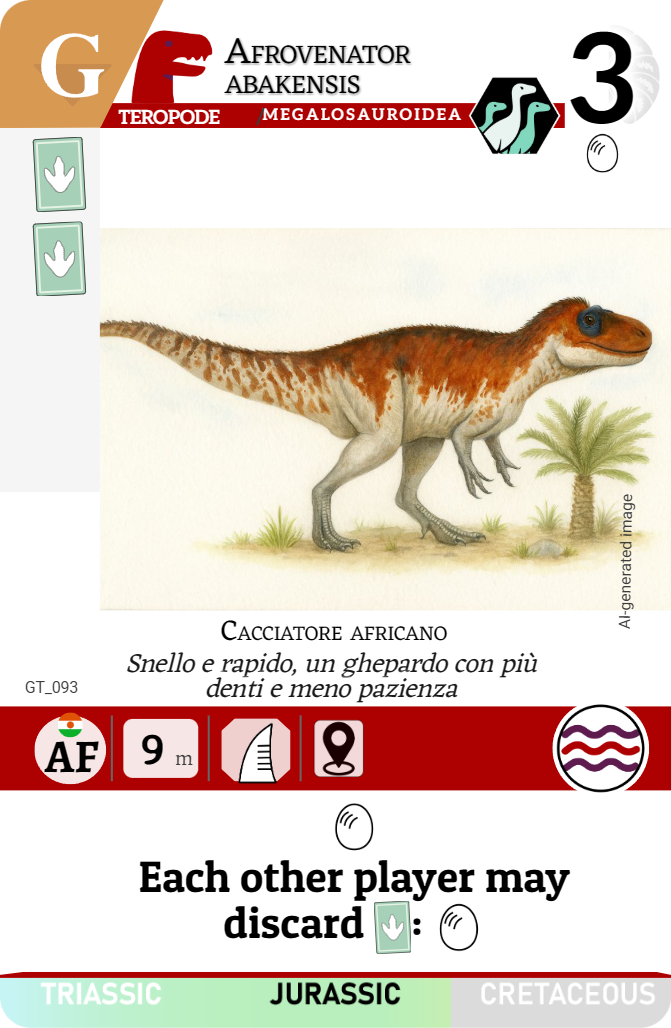 G
AFROVENATOR
ABAKENSIS
3
TEROPODE
/MEGALOSAUROIDEA
AI-generated image
CACCIATORE AFRICANO
Snello e rapido, un ghepardo con più
denti e meno pazienza
GT_093
AF
9 m
Each other player may
discard :
TRIASSIC
JURASSIC
CRETACEOUS